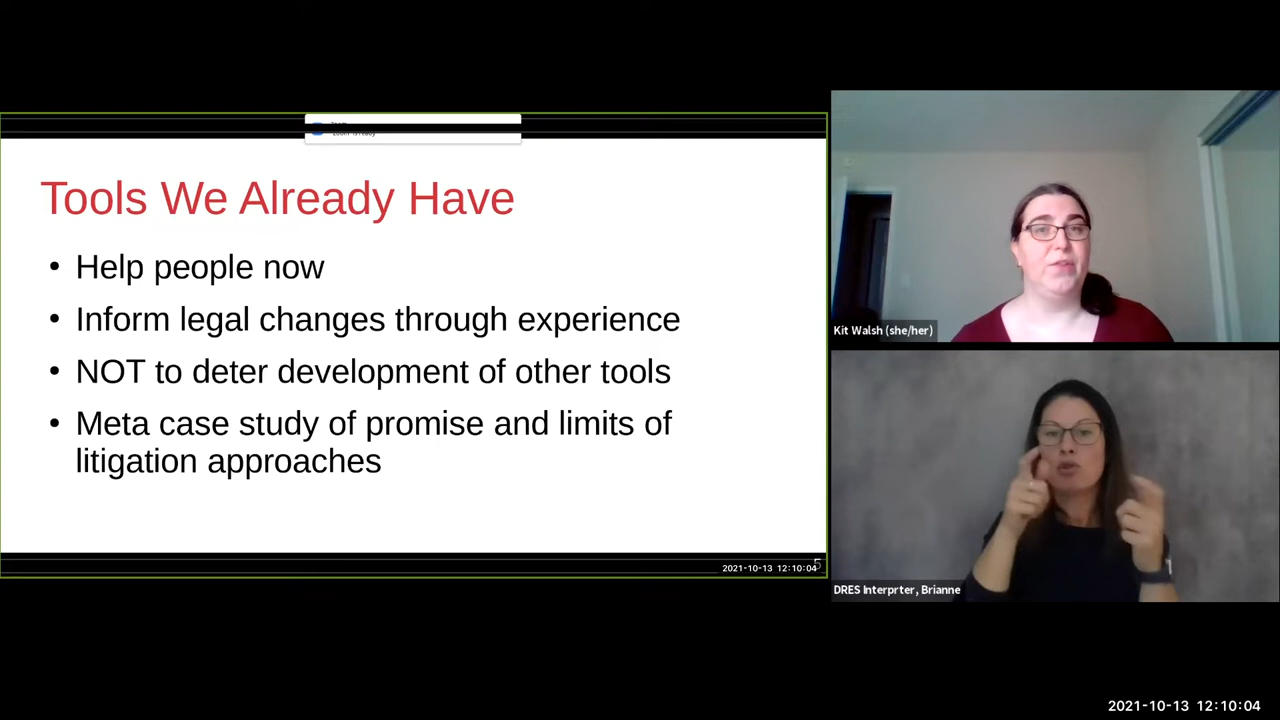 Tools We Already Have
• Help people now
• Inform legal changes through experience
• NOT to deter development of other tools
• Meta case study of promise and limits of
litigation approaches
5
2021-10-13 12:10:04
Kit Walsh (she/her)
DRES Interprter, Brianne
2021-10-13 12:10:04